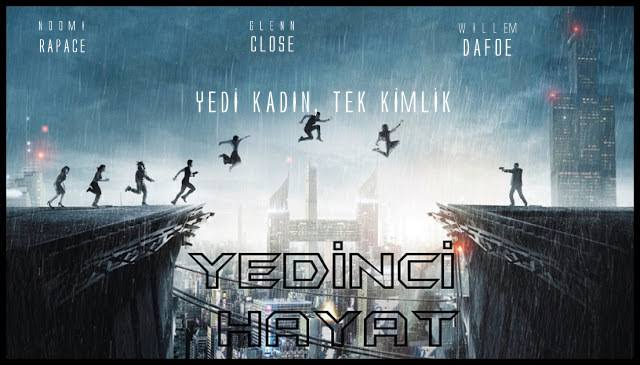 NOOMI
RAPACE
GLENN
CLOSE
WILLEM
DAFOE
YEDİ KADIN, TEK KİMLİK
YEDİNCİ
HAYAT